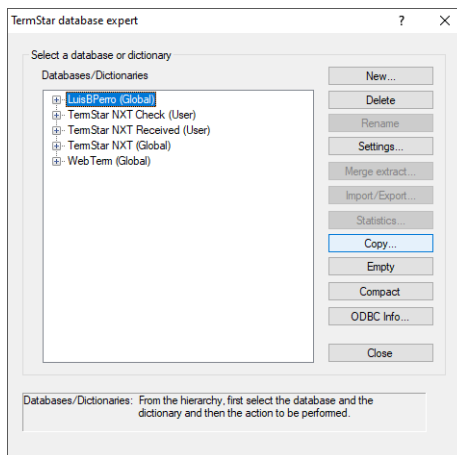 TermStar database expert
Select a database or dictionary
Databases/Dictionaries
LuisBPerro (Global)
TermStar NXT Check (User)
TermStar NXT Received (User)
TermStar NXT (Global)
WebTerm (Global)
New...
Delete
Rename
Settings...
Merge extract...
Import/Export...
Statistics...
Copy...
Empty
Compact
ODBC Info...
Close
Databases/Dictionaries: From the hierarchy, first select the database and the
dictionary and then the action to be performed.